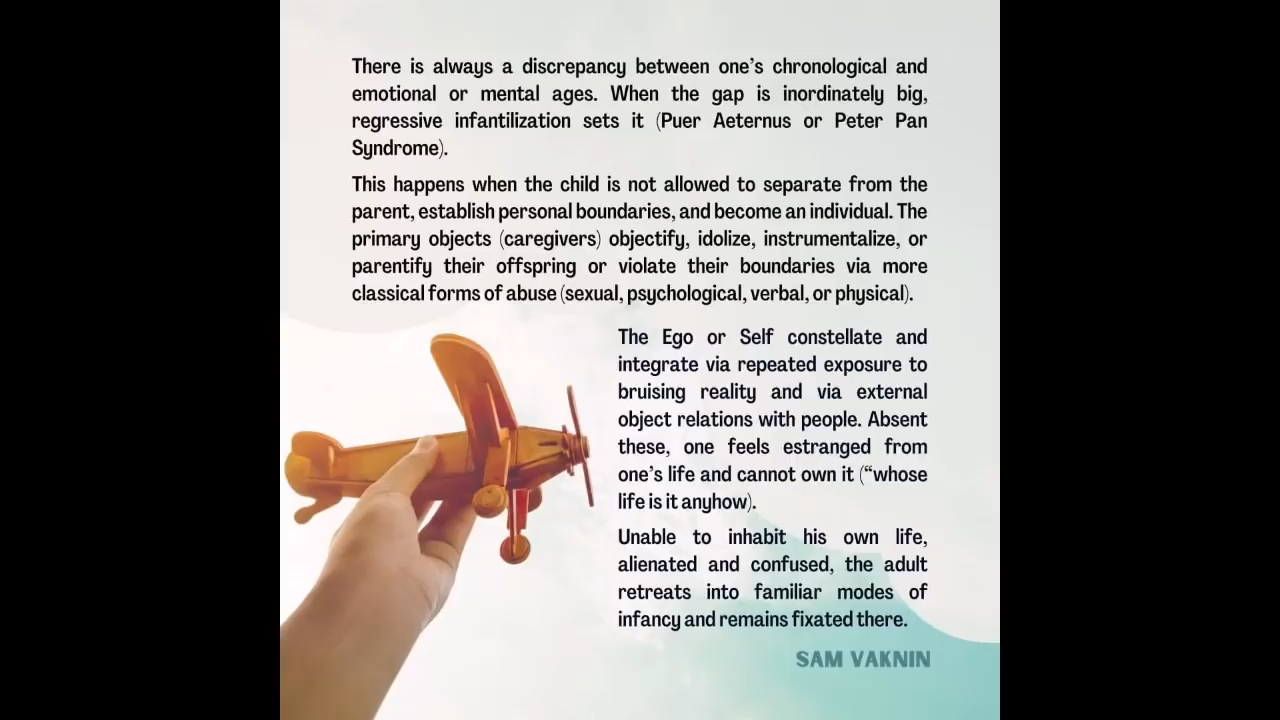 There is always a discrepancy between one's chronological and
emotional or mental ages. When the gap is inordinately big,
regressive infantilization sets it (Puer Aeternus or Peter Pan
Syndrome).
This happens when the child is not allowed to separate from the
parent, establish personal boundaries, and become an individual. The
primary objects (caregivers) objectify, idolize, instrumentalize, or
parentify their offspring or violate their boundaries via more
classical forms of abuse (sexual, psychological, verbal, or physical).
The Ego or Self constellate and
integrate via repeated exposure to
bruising reality and via external
object relations with people. Absent
these, one feels estranged from
one's life and cannot own it (“whose
life is it anyhow).
Unable to inhabit his own life,
alienated and confused, the adult
retreats into familiar modes of
infancy and remains fixated there.
SAM VAKNIN